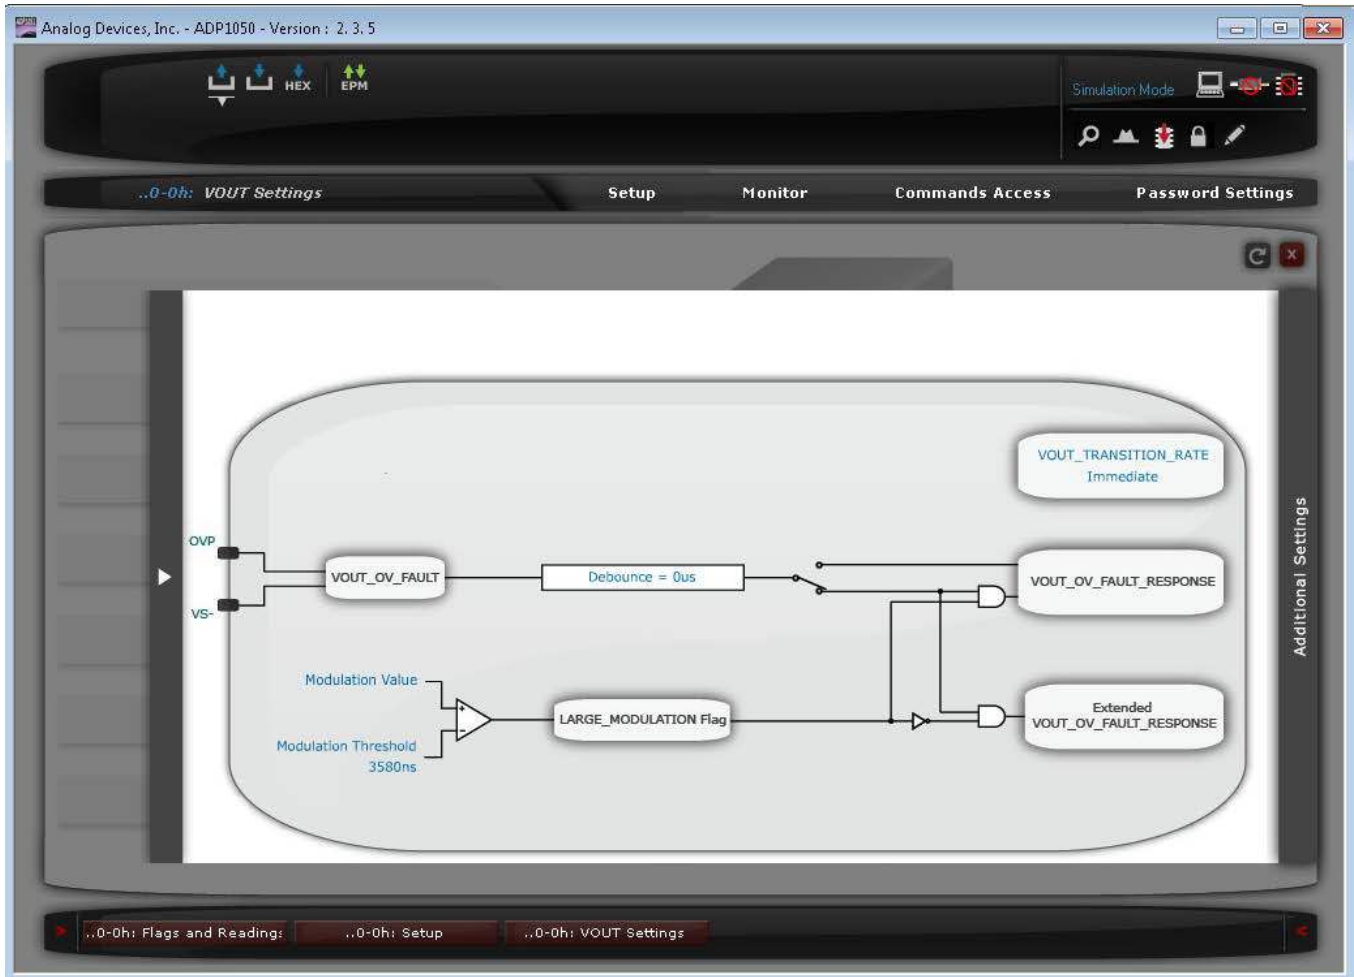 Analog Devices, Inc. - ADP1050 - Version : 2. 3. 5
HEX
EPM
Simulation Mode
..0-0h: VOUT Settings
Setup
Monitor
Commands Access
Password Settings
VOUT_TRANSITION_RATE
Immediate
OVP
VS-
VOUT_OV_FAULT
Debounce = 0us
VOUT_OV_FAULT_RESPONSE
Modulation Value
+
-
Modulation Threshold
3580ns
LARGE_MODULATION Flag
Extended
VOUT_OV_FAULT_RESPONSE
Additional Settings
..0-0h: Flags and Readings
..0-0h: Setup
..0-0h: VOUT Settings